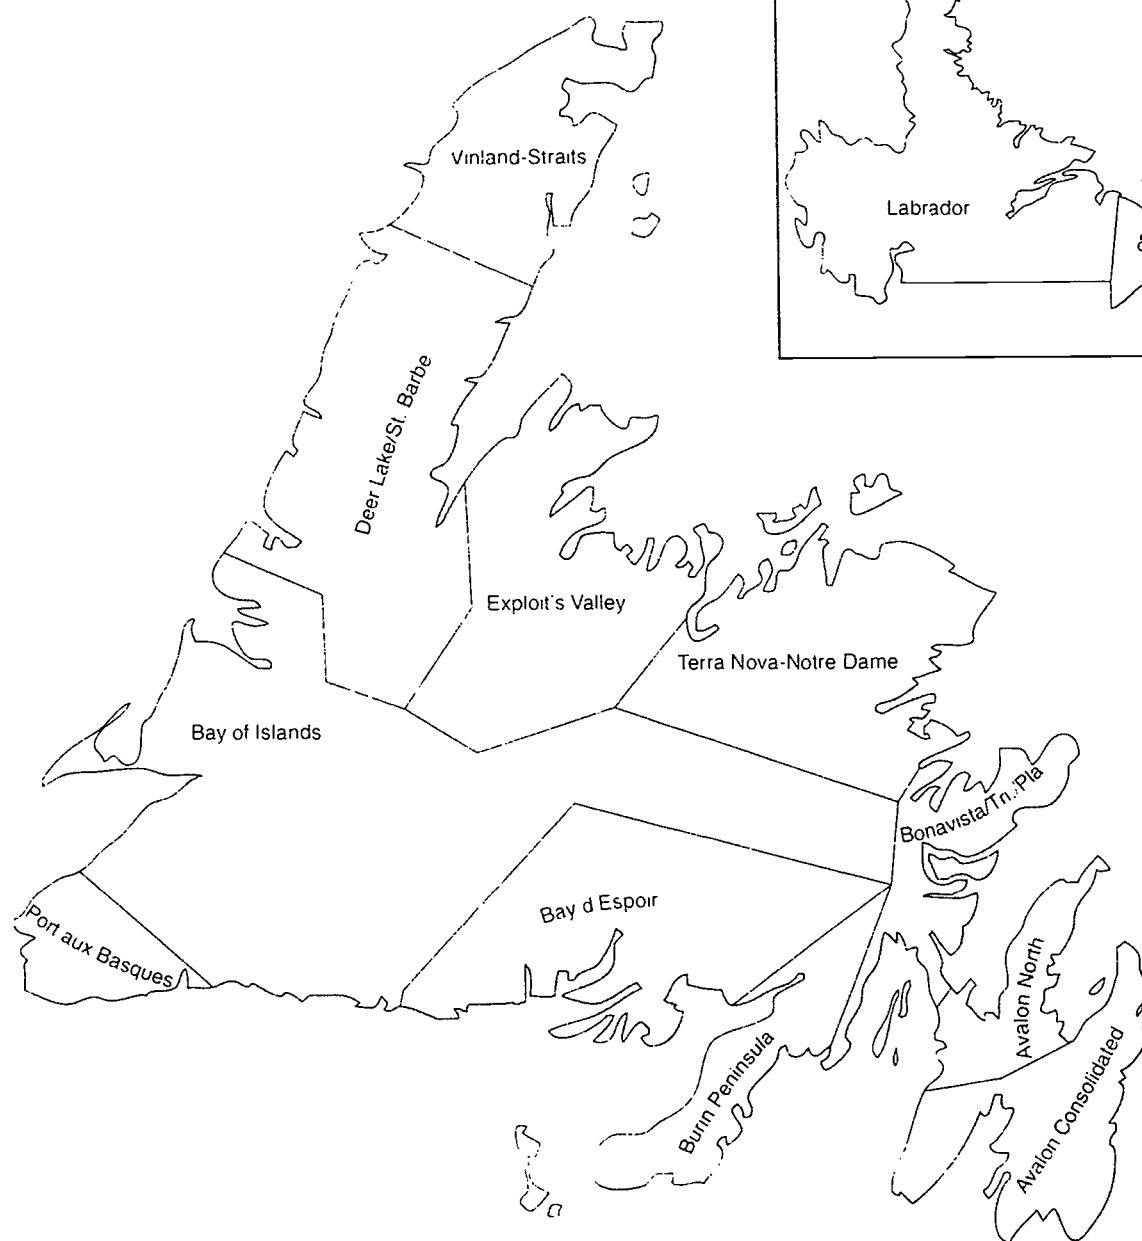 Vinland-Straits
Labrador
Deer Lake/St. Barbe
Exploit's Valley
Terra Nova-Notre Dame
Bay of Islands
Bonavista/Tri./Pla
Bay d Espoir
Port aux Basques
Avalon North
Burin Peninsula
Avalon Consolidated